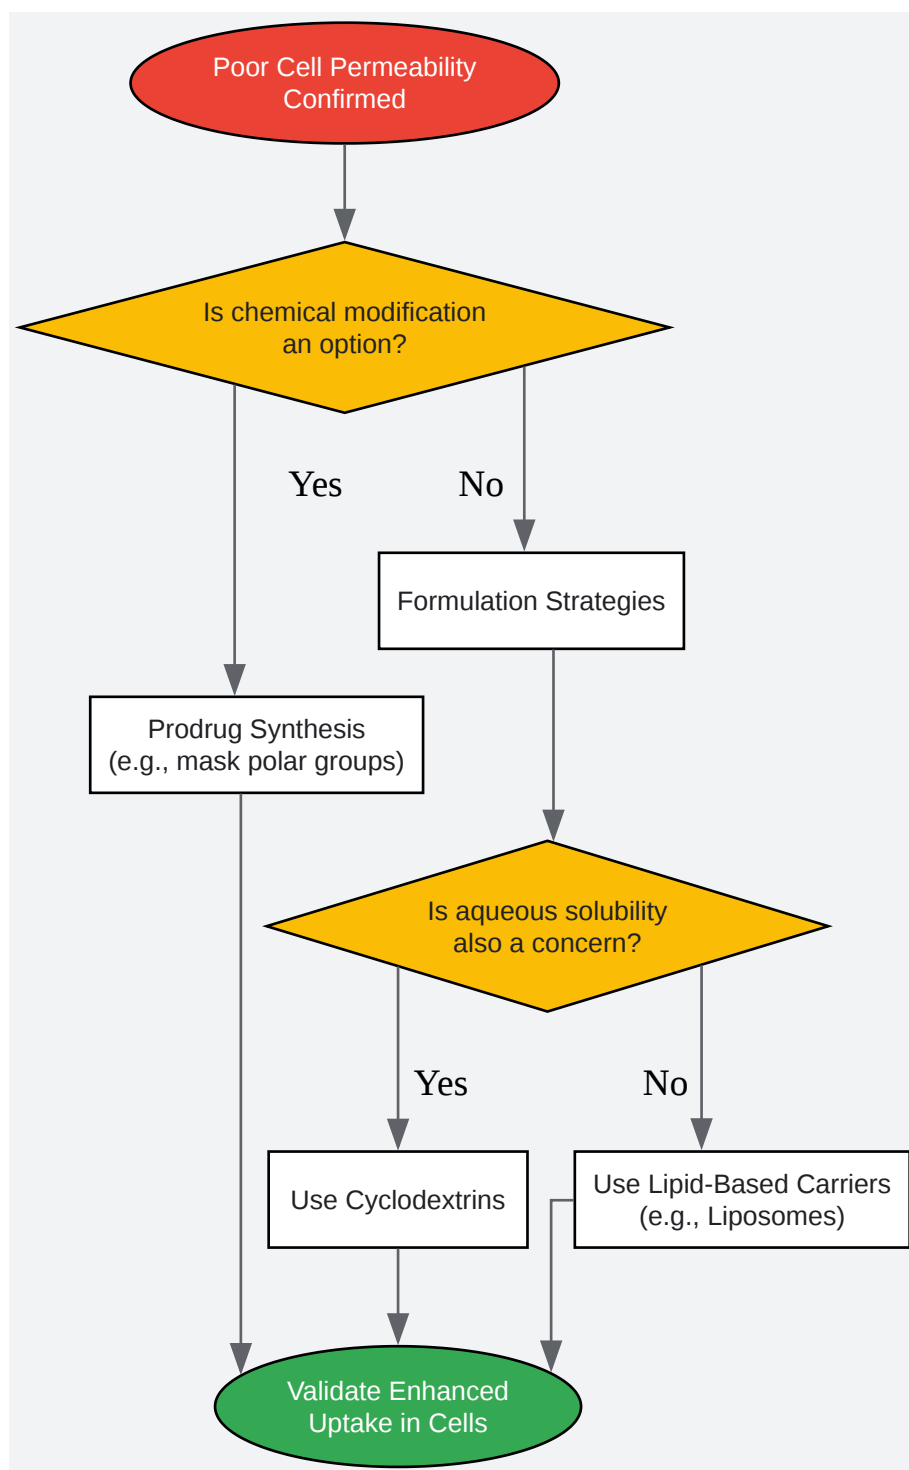 Poor Cell Permeability
Confirmed
Is chemical modification
an option?
Yes
No
Formulation Strategies
Prodrug Synthesis
(e.g., mask polar groups)
Is aqueous solubility
also a concern?
Yes
No
Use Cyclodextrins
Use Lipid-Based Carriers
(e.g., Liposomes)
Validate Enhanced
Uptake in Cells